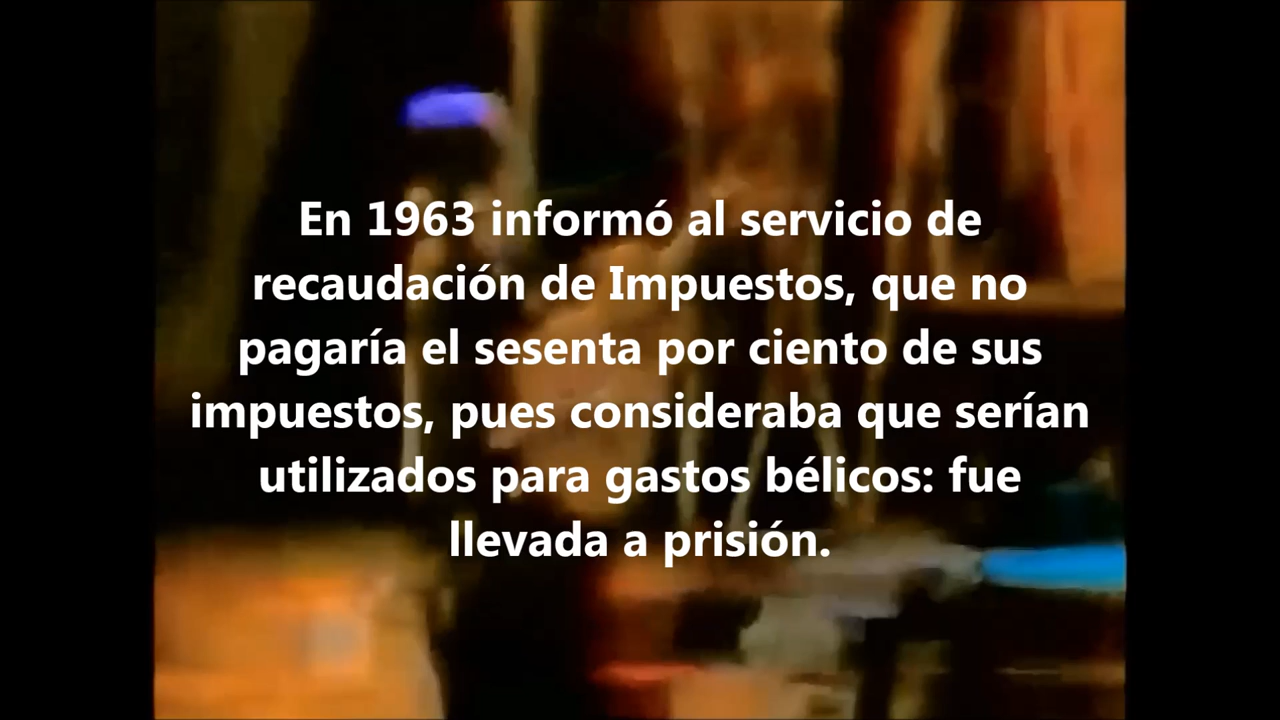 En 1963 informó al servicio de
recaudación de Impuestos, que no
pagaría el sesenta por ciento de sus
impuestos, pues consideraba que serían
utilizados para gastos bélicos: fue
llevada a prisión.